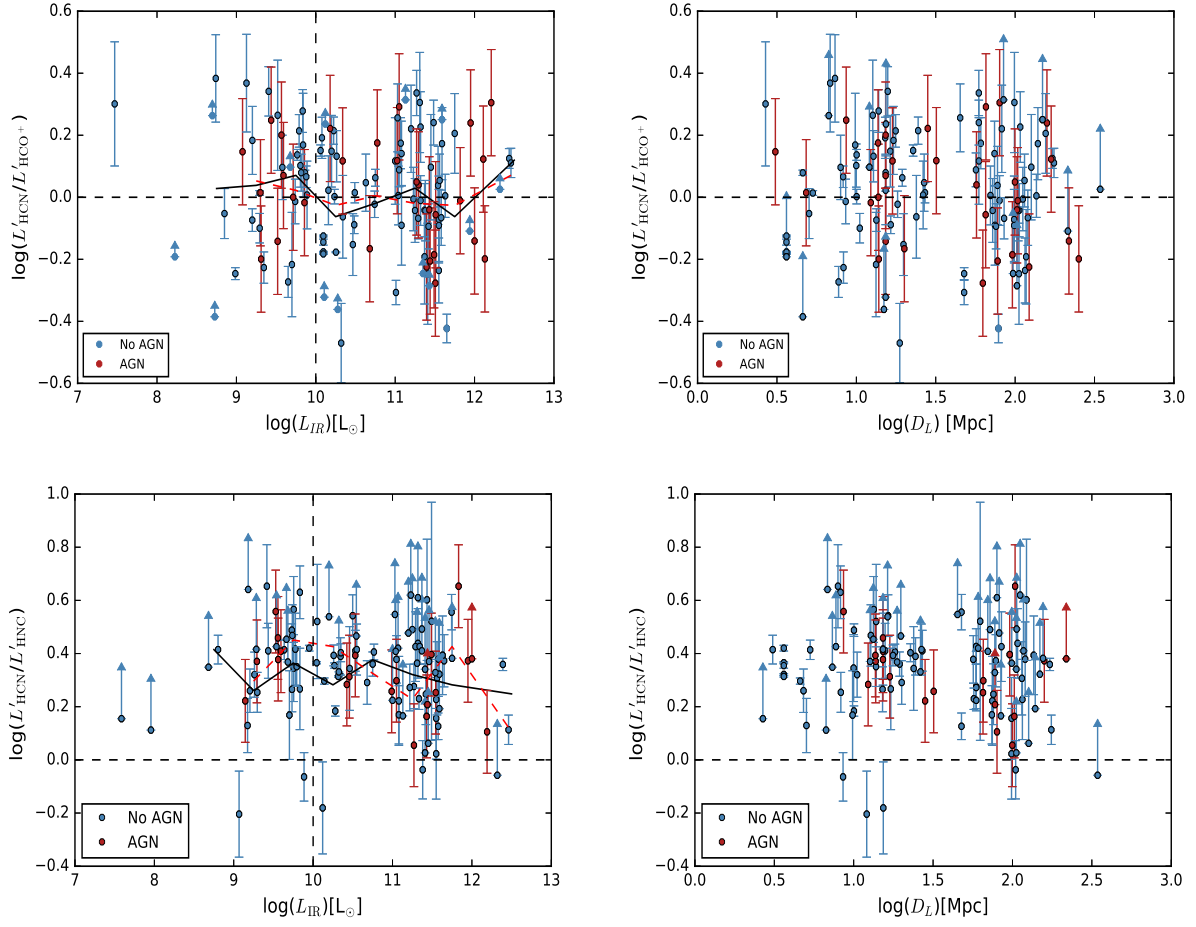 0.6
0.4
0.2
0.0
−0.2
−0.4
−0.6
log(L′HCN/L′HCO+)
7 8 9 10 11 12 13
log(LIR)[L⊙]
No AGN
AGN
0.6
0.4
0.2
0.0
−0.2
−0.4
−0.6
log(L′HCN/L′HCO+)
0.0 0.5 1.0 1.5 2.0 2.5 3.0
log(DL) [Mpc]
No AGN
AGN
1.0
0.8
0.6
0.4
0.2
0.0
−0.2
−0.4
log(L′HCN/L′HNC)
7 8 9 10 11 12 13
log(LIR)[L⊙]
No AGN
AGN
1.0
0.8
0.6
0.4
0.2
0.0
−0.2
−0.4
log(L′HCN/L′HNC)
0.0 0.5 1.0 1.5 2.0 2.5 3.0
log(DL)[Mpc]
No AGN
AGN